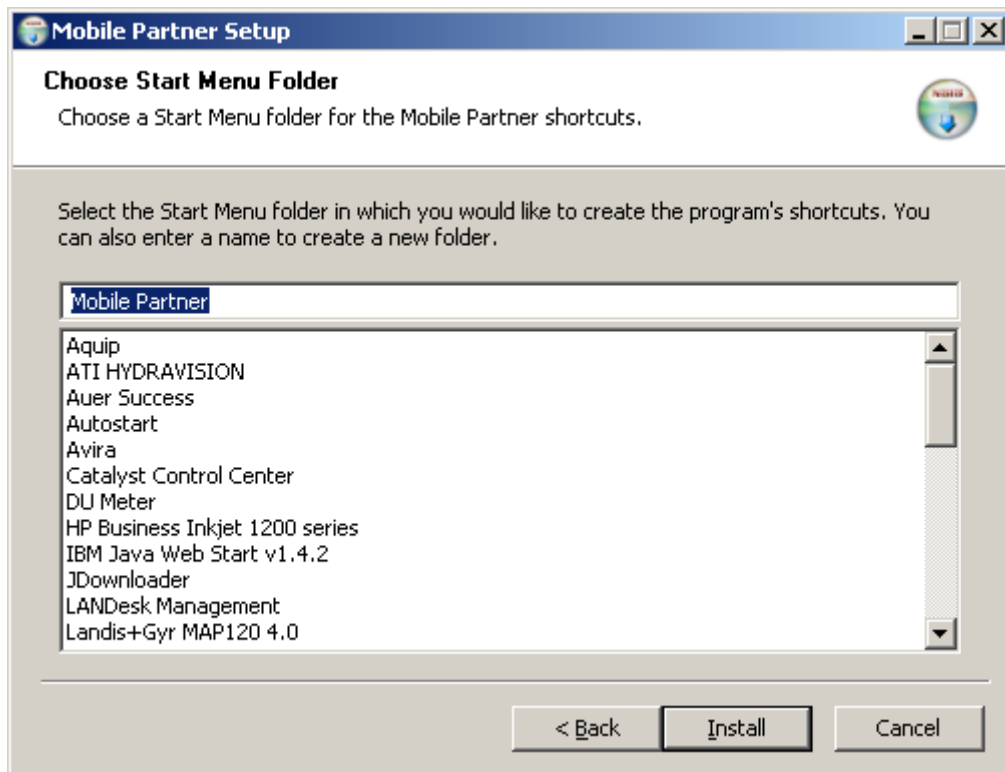 Mobile Partner Setup
Choose Start Menu Folder
Choose a Start Menu folder for the Mobile Partner shortcuts.
Select the Start Menu folder in which you would like to create the program's shortcuts. You
can also enter a name to create a new folder.
Mobile Partner
Aquip
ATI HYDRAVISION
Auer Success
Autostart
Avira
Catalyst Control Center
DU Meter
HP Business Inkjet 1200 series
IBM Java Web Start v1.4.2
JDownloader
LANDesk Management
Landis+Gyr MAP120 4.0
< Back
Install
Cancel